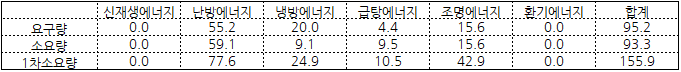 신재생에너지 난방에너지 냉방에너지 급탕에너지 조명에너지 환기에너지 합계
요구량 0.0 55.2 20.0 4.4 15.6 0.0 95.2
소요량 0.0 59.1 9.1 9.5 15.6 0.0 93.3
1차소요량 0.0 77.6 24.9 10.5 42.9 0.0 155.9